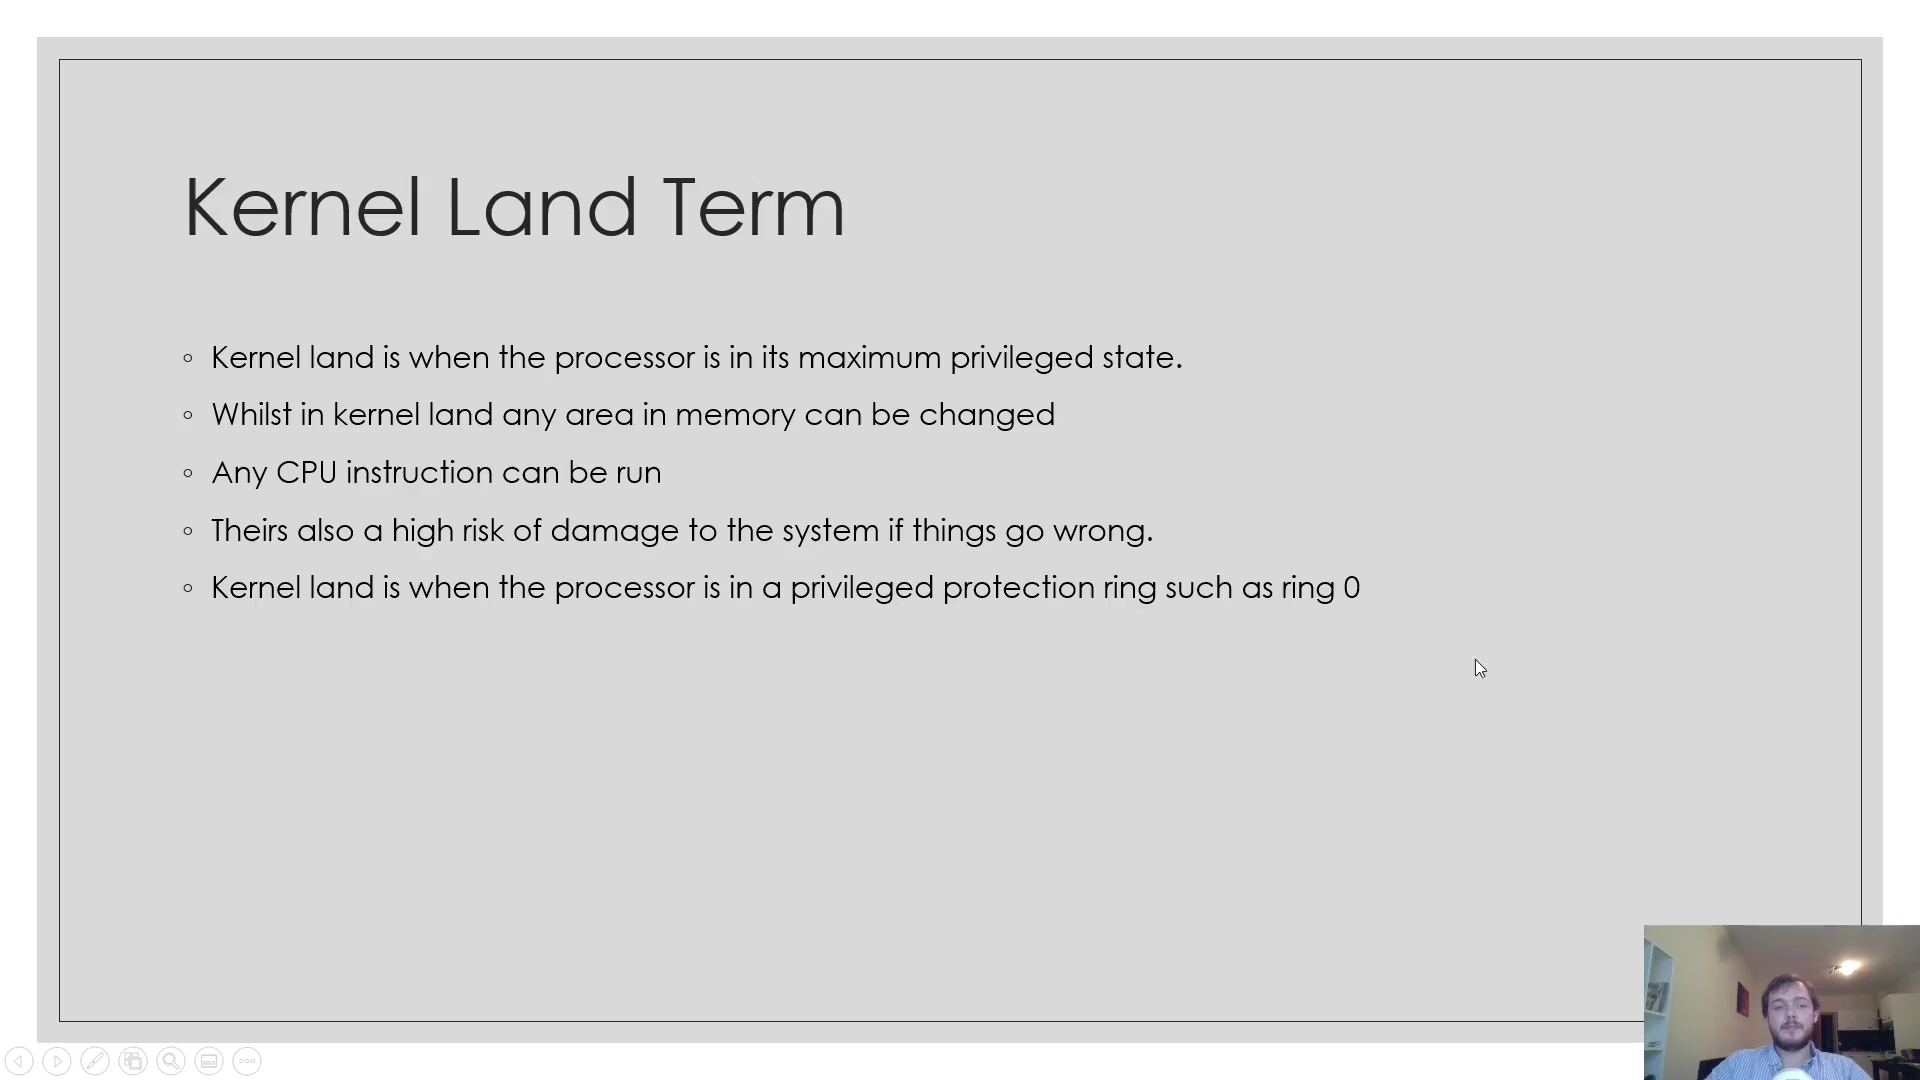 Kernel Land Term
Kernel land is when the processor is in its maximum privileged state.
Whilst in kernel land any area in memory can be changed
Any CPU instruction can be run
Theirs also a high risk of damage to the system if things go wrong.
Kernel land is when the processor is in a privileged protection ring such as ring 0